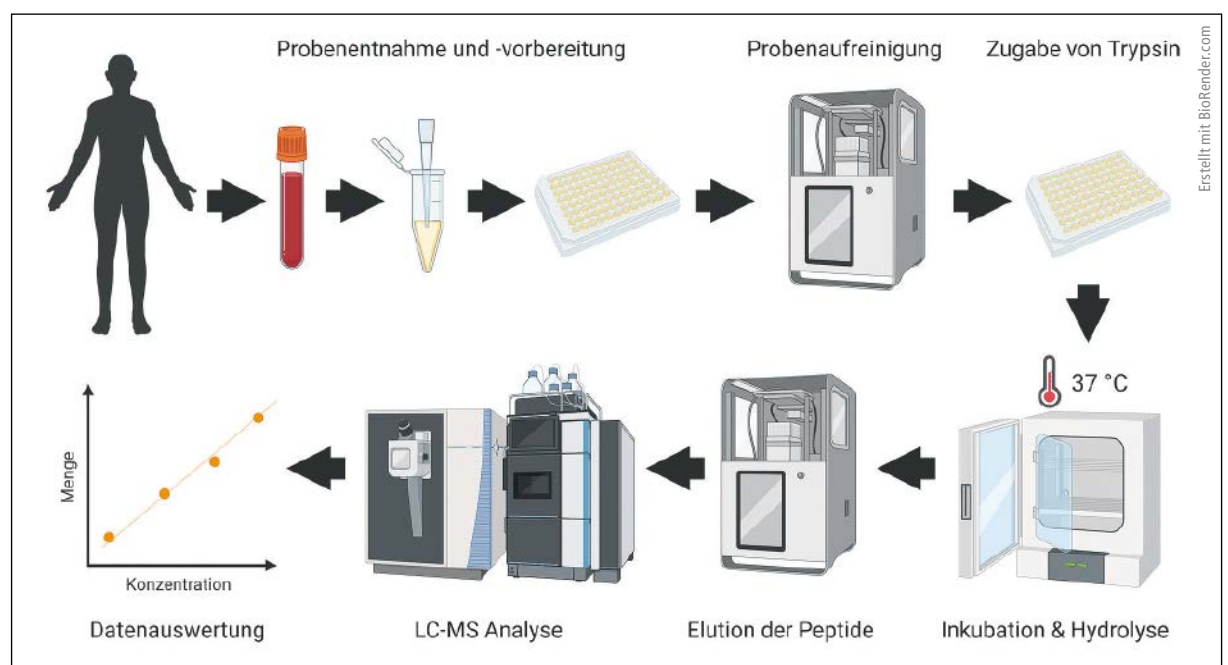 Probenentnahme und -vorbereitung
Probenaufreinigung
Zugabe von Trypsin
Erstellt mit BioRender.com
37 °C
Menge
Konzentration
Datenauswertung
LC-MS Analyse
Elution der Peptide
Inkubation & Hydrolyse